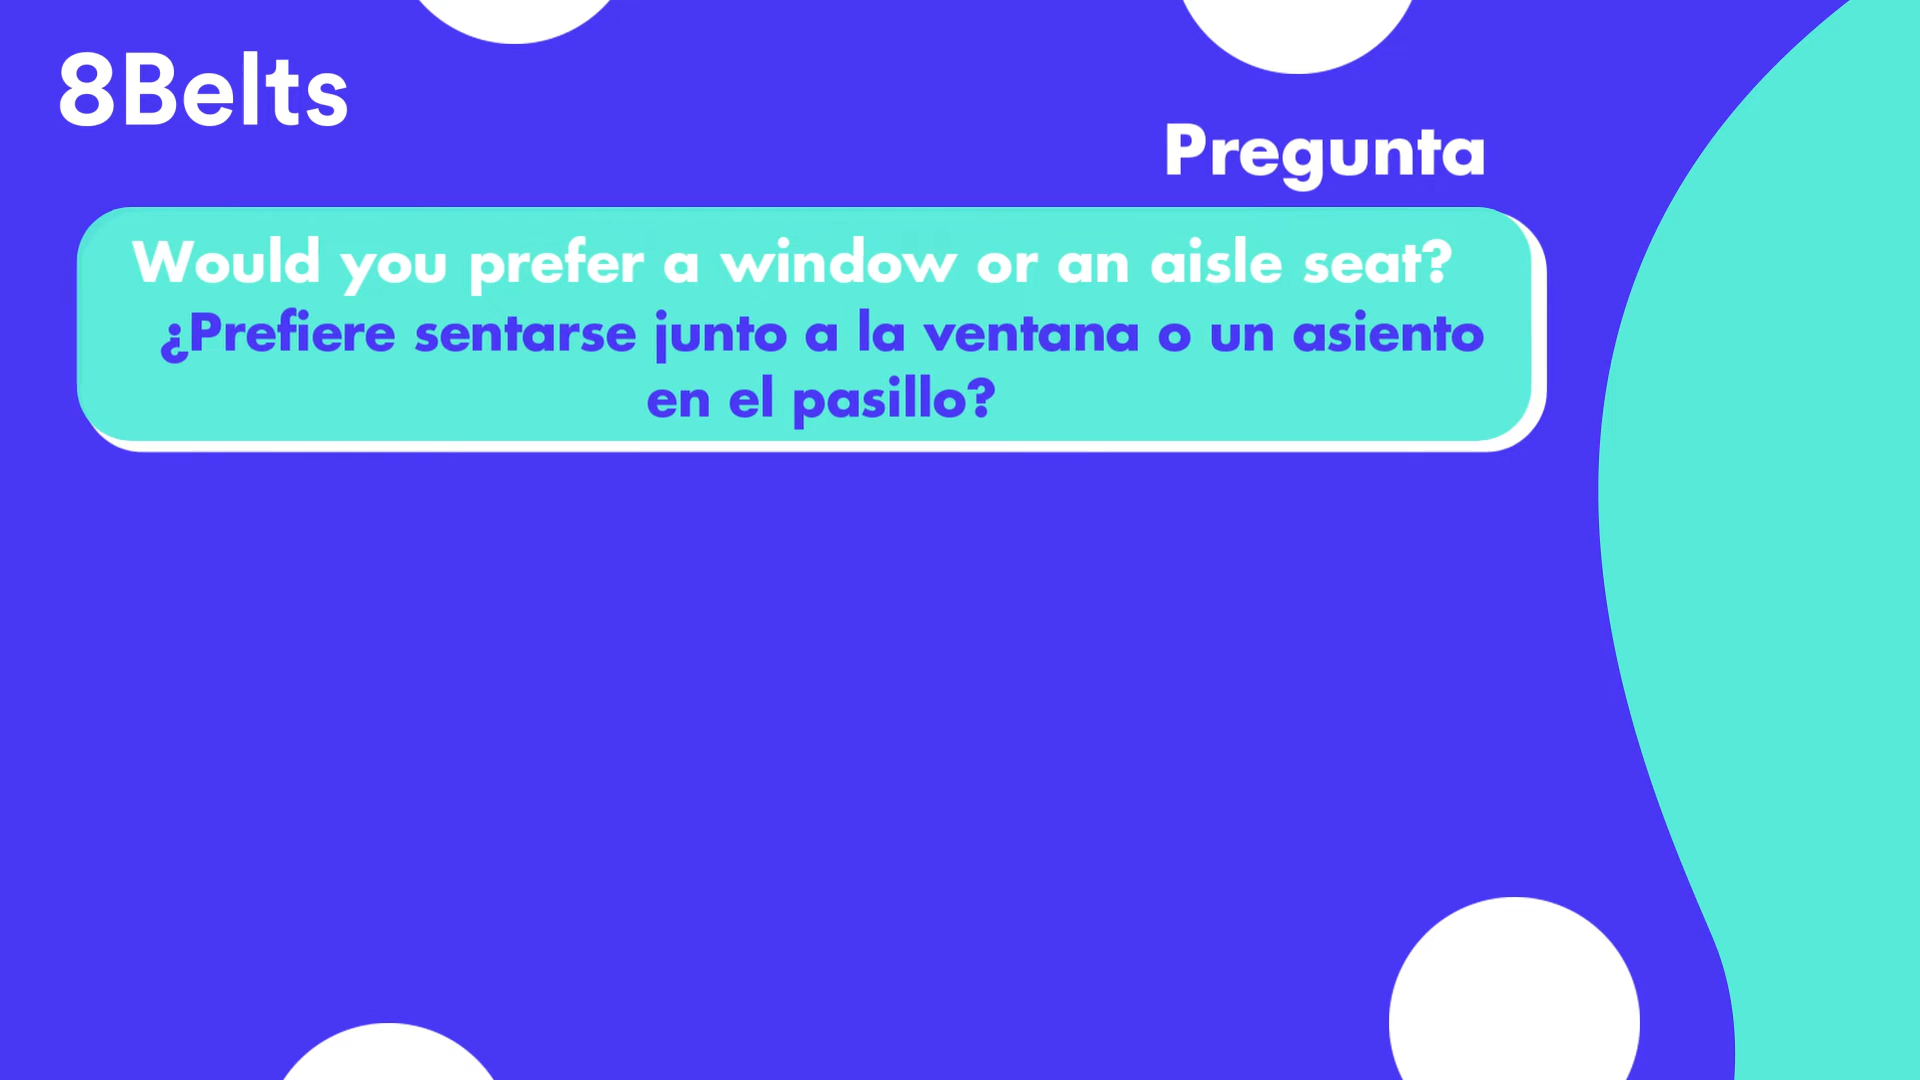 8Belts
Pregunta
Would you prefer a window or an aisle seat?
¿Prefiere sentarse junto a la ventana o un asiento
en el pasillo?